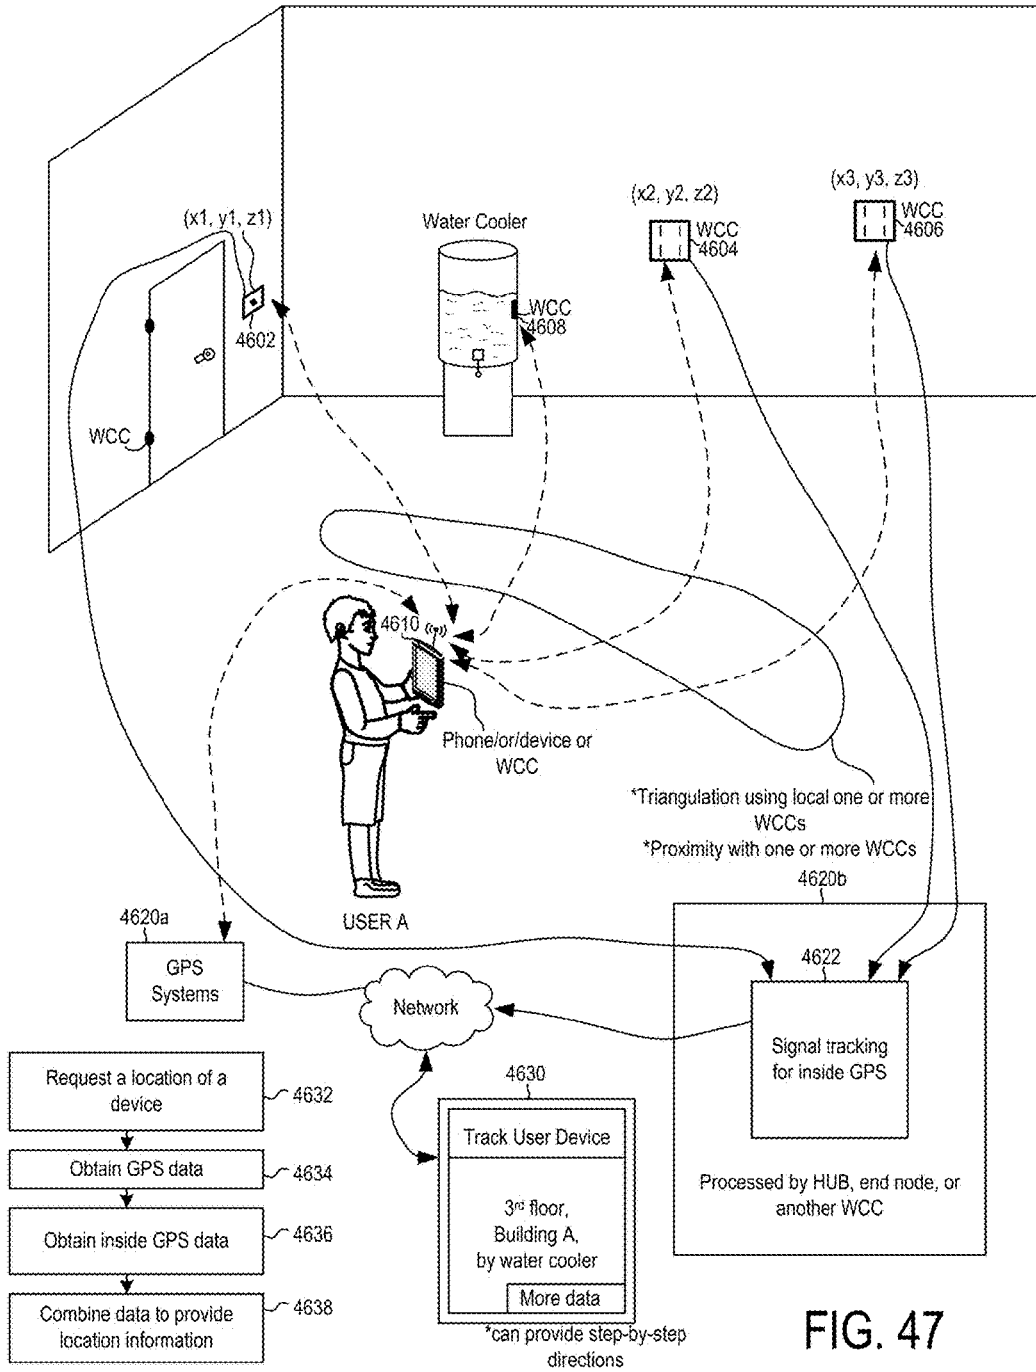 (x1, y1, z1)
4602
WCC
Water Cooler
WCC
4608
(x2, y2, z2)
WCC
4604
(x3, y3, z3)
WCC
4606
4610
Phone/or/device or
WCC
USER A
*Triangulation using local one or more
WCCs
*Proximity with one or more WCCs
4620b
4622
Signal tracking
for inside GPS
Processed by HUB, end node, or
another WCC
4620a
GPS
Systems
Network
Request a location of a
device
4632
Obtain GPS data
4634
Obtain inside GPS data
4636
Combine data to provide
location information
4638
4630
Track User Device
3rd floor,
Building A,
by water cooler
More data
*can provide step-by-step
directions
FIG. 47